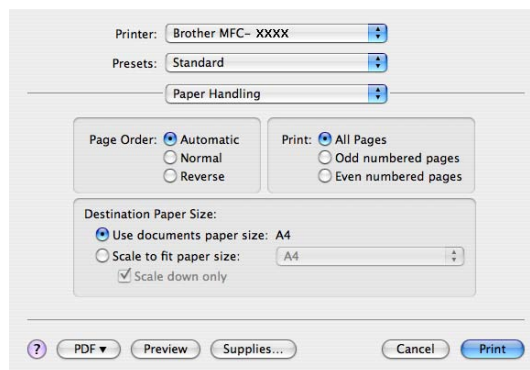 Printer: Brother MFC- XXXX
Presets: Standard
Paper Handling
Page Order: Automatic
Normal
Reverse
Print: All Pages
Odd numbered pages
Even numbered pages
Destination Paper Size:
Use documents paper size: A4
Scale to fit paper size: A4
Scale down only
? PDF▼ Preview Supplies... Cancel Print